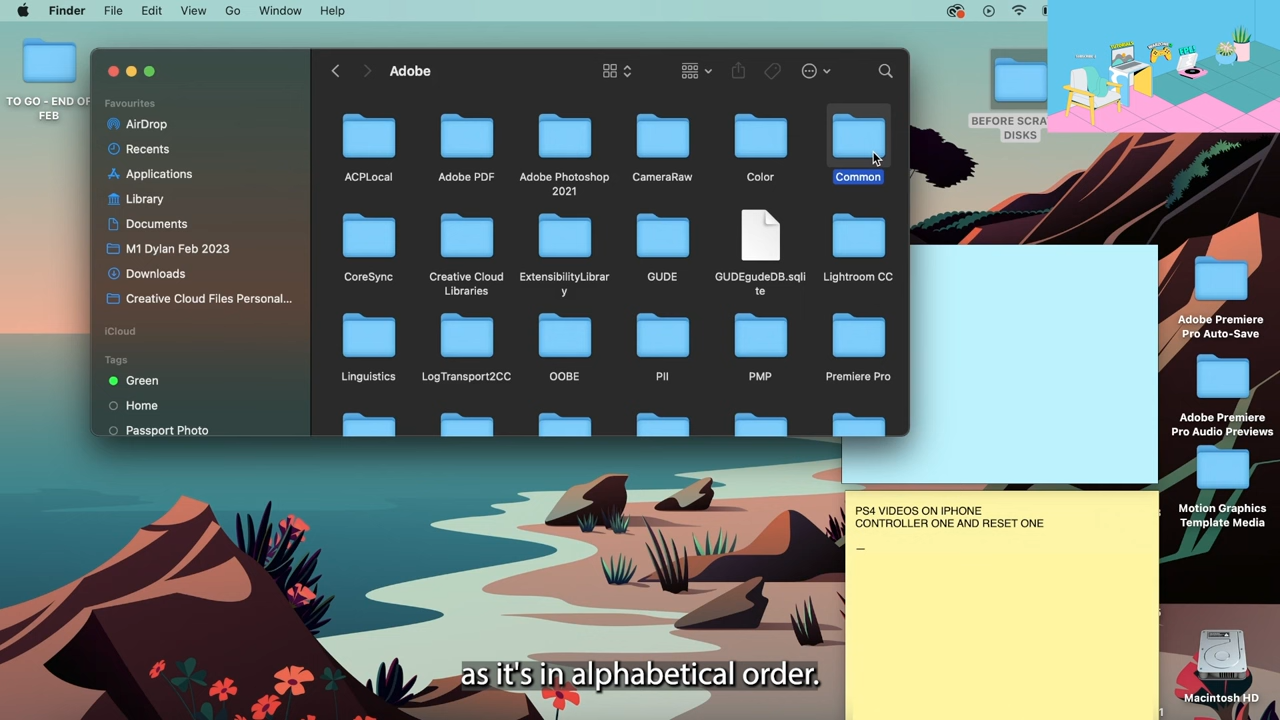 Finder File Edit View Go Window Help
TO GO - END OF
FEB
Adobe
Favourites
AirDrop
Recents
Applications
Library
Documents
M1 Dylan Feb 2023
Downloads
Creative Cloud Files Personal...
iCloud
Tags
Green
Home
Passport Photo
ACPLocal
Adobe PDF
Adobe Photoshop
2021
CameraRaw
Color
Common
CoreSync
Creative Cloud
Libraries
ExtensibilityLibrar
y
GUDE
GUDEgudeDB.sqli
te
Lightroom CC
Linguistics
LogTransport2CC
OOBE
PII
PMP
Premiere Pro
BEFORE SCRA
DISKS
TUTORIALS
WARZONE
Adobe Premiere
Pro Auto-Save
Adobe Premiere
Pro Audio Previews
Motion Graphics
Template Media
PS4 VIDEOS ON IPHONE
CONTROLLER ONE AND RESET ONE
—
Macintosh HD
as it's in alphabetical order.